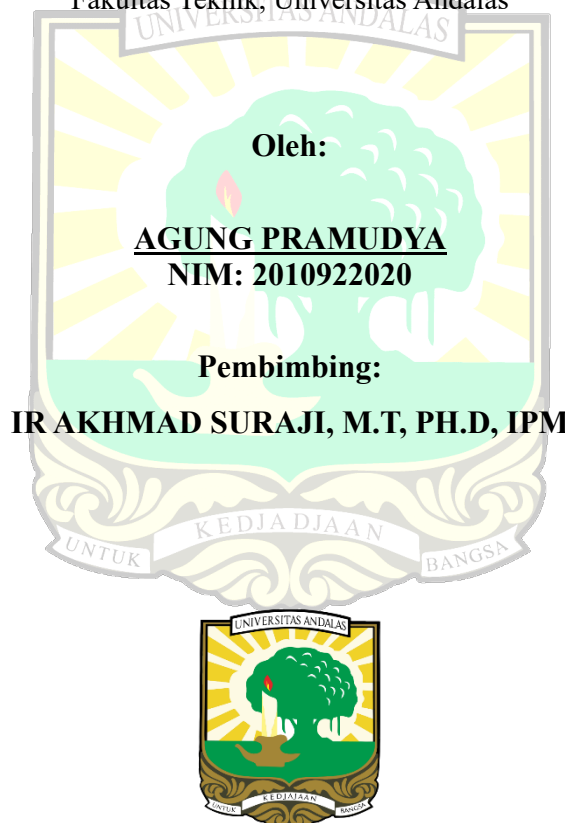 Fakultas Teknik, Universitas Andalas
UNIVERSITAS ANDALAS
Oleh:
AGUNG PRAMUDYA
NIM: 2010922020
Pembimbing:
IR AKHMAD SURAJI, M.T, PH.D, IPM
UNTUK KEDJADJAAN BANGSA
UNIVERSITAS ANDALAS
UNTUK KEDJAJAAN BANGSA